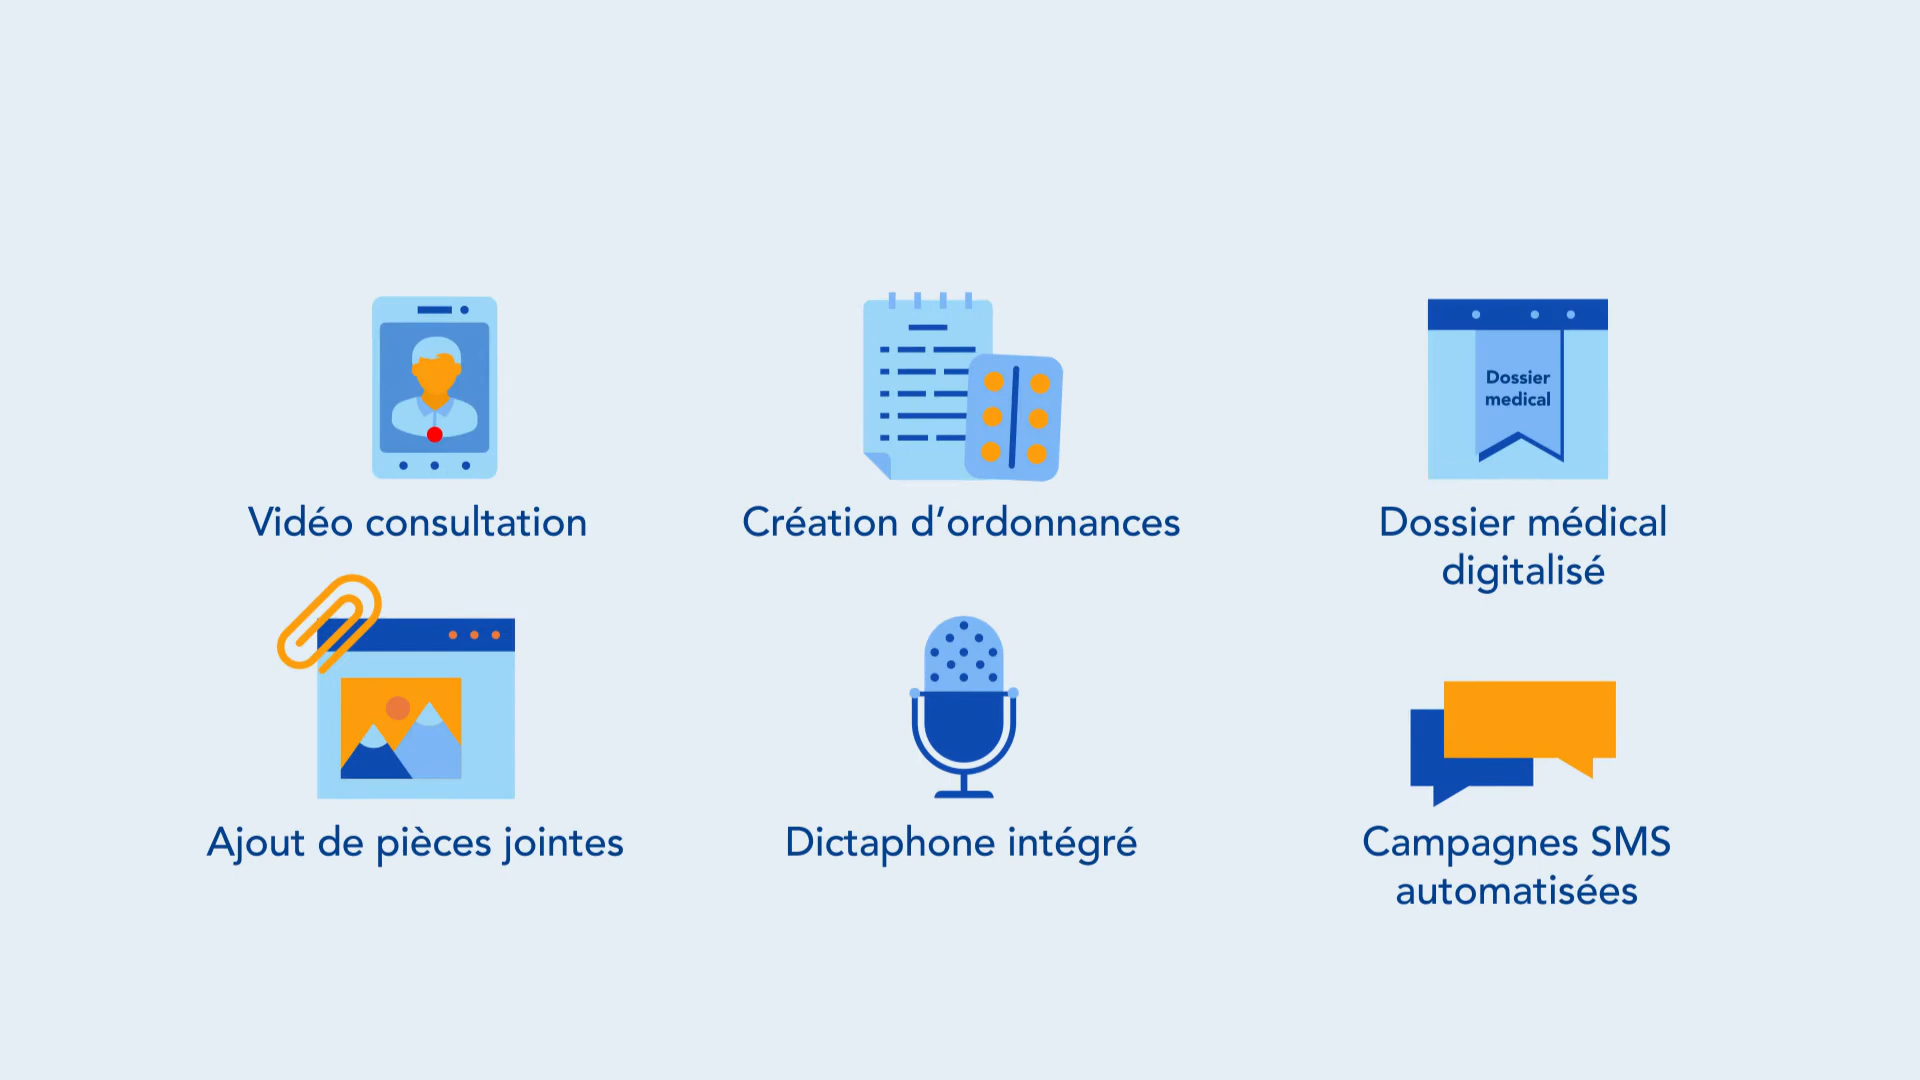 Dossier
medical
Vidéo consultation
Création d’ordonnances
Dossier médical
digitalisé
Ajout de pièces jointes
Dictaphone intégré
Campagnes SMS
automatisées